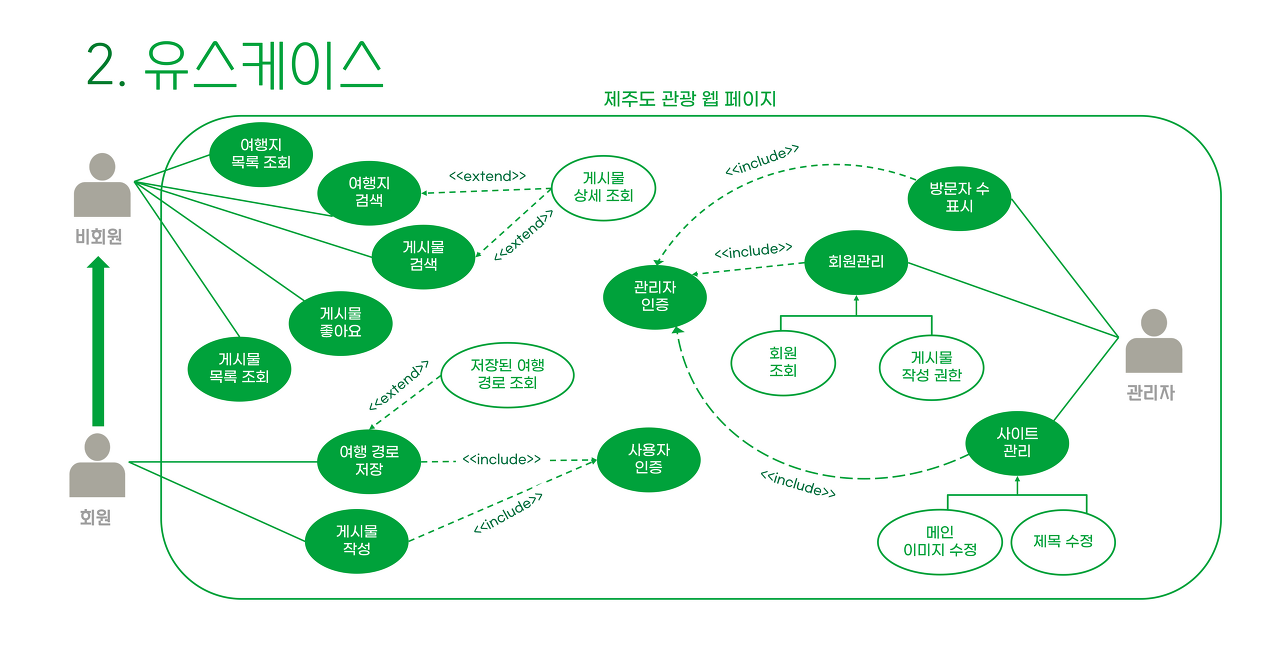 2. 유스케이스
제주도 관광 웹 페이지
여행지
목록 조회
여행지
검색
<<extend>>
게시물
상세 조회
<<include>>
방문자 수
표시
비회원
게시물
검색
<<extend>>
<<include>>
회원관리
관리자
인증
게시물
좋아요
게시물
목록 조회
회원
조회
게시물
작성 권한
관리자
<<extend>>
저장된 여행
경로 조회
여행 경로
저장
<<include>>
사용자
인증
사이트
관리
<<include>>
회원
게시물
작성
<<include>>
메인
이미지 수정
제목 수정